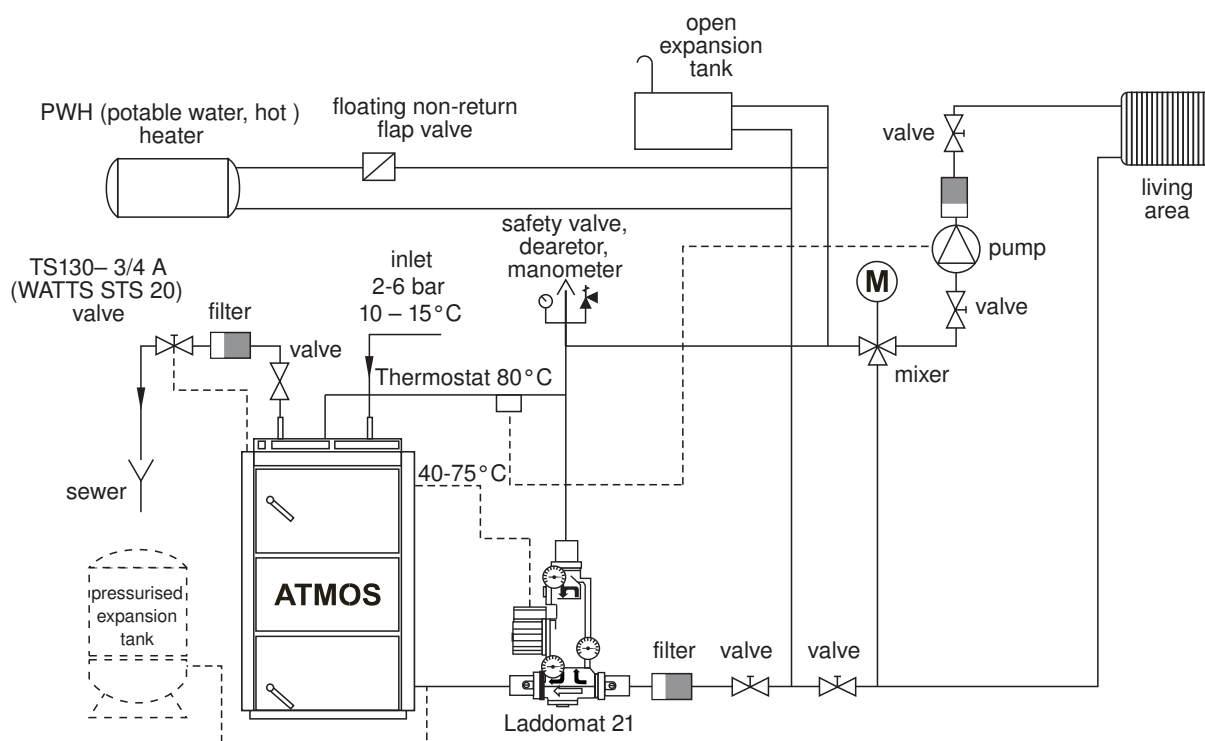 open
expansion
tank
PWH (potable water, hot )
heater
floating non-return
flap valve
valve
living
area
safety valve,
dearetor,
manometer
pump
TS130– 3/4 A
(WATTS STS 20)
valve
filter
inlet
2-6 bar
10 – 15°C
valve
M
valve
mixer
Thermostat 80°C
40-75°C
sewer
pressurised
expansion
tank
ATMOS
filter
valve
valve
Laddomat 21